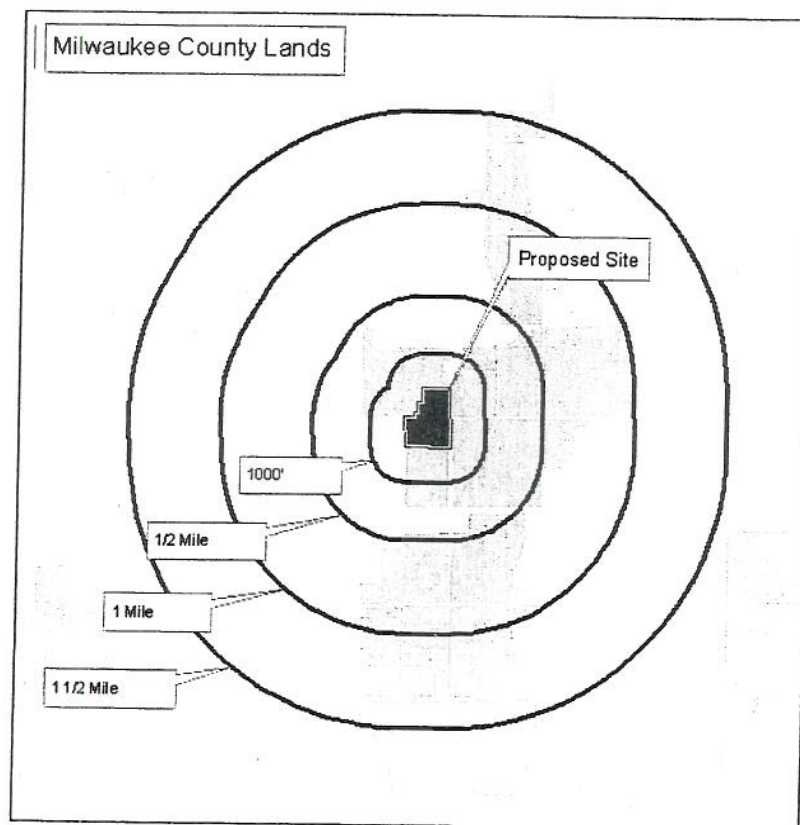 Milwaukee County Lands
Proposed Site
1000'
1/2 Mile
1 Mile
1 1/2 Mile